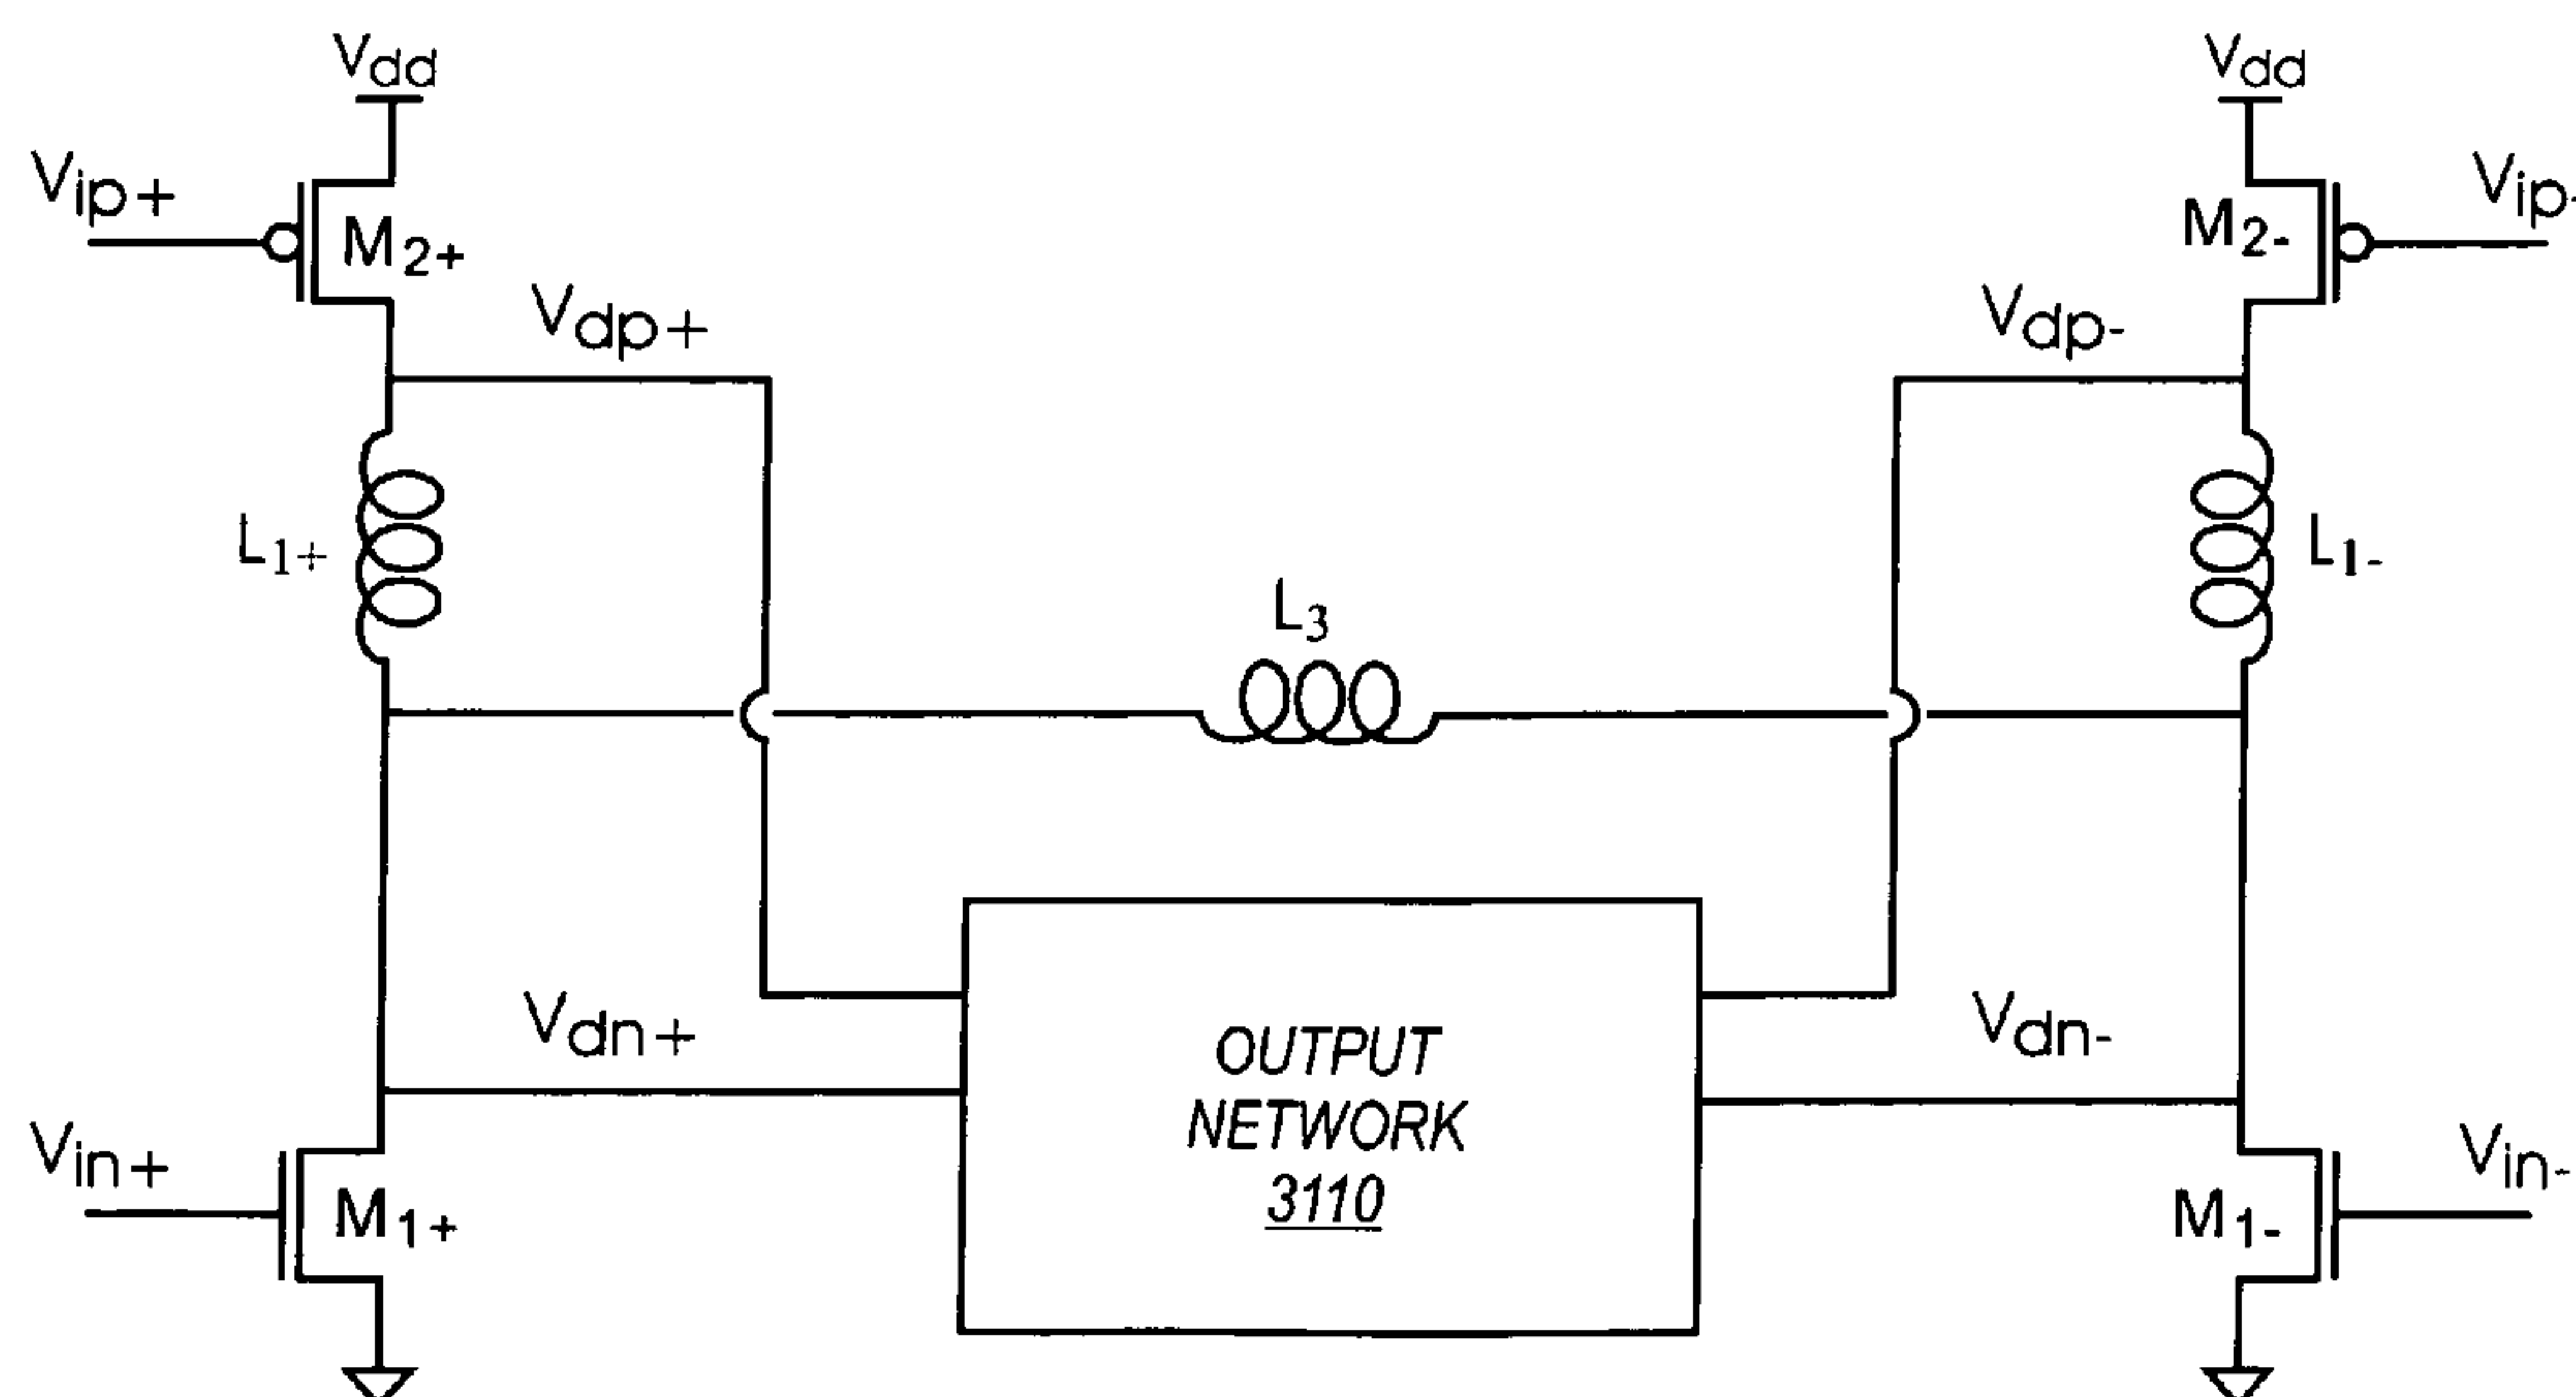 Vdd
Vdd
Vip+
M2+
M2-
Vip-
Vdp+
Vdp-
L1+
L1-
L3
Vdn+
Vdn-
OUTPUT
NETWORK
3110
Vin+
M1+
M1-
Vin-